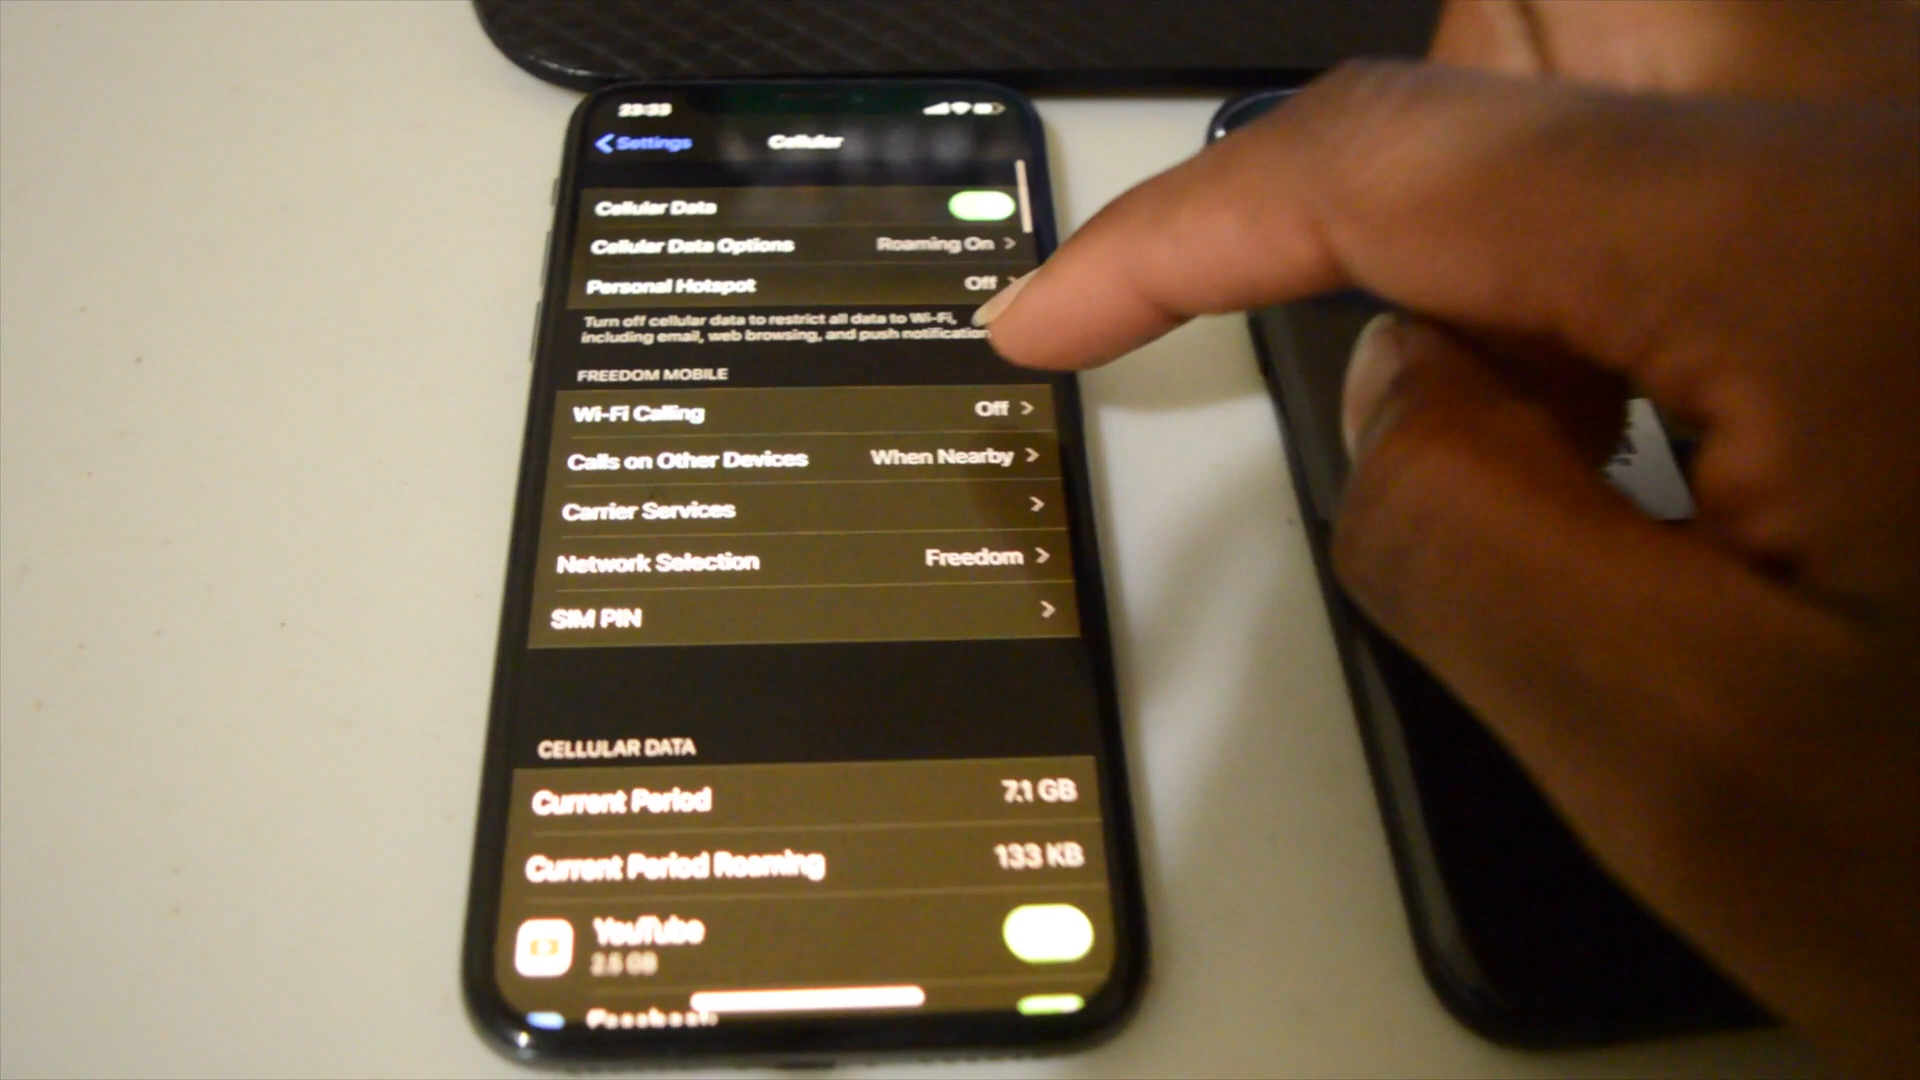 23:33
Settings
Cellular
Cellular Data
Cellular Data Options Roaming On
Personal Hotspot Off
Turn off cellular data to restrict all data to Wi-Fi,
including email, web browsing, and push notification
FREEDOM MOBILE
Wi-Fi Calling Off
Calls on Other Devices When Nearby
Carrier Services
Network Selection Freedom
SIM PIN
CELLULAR DATA
Current Period 7.1 GB
Current Period Roaming 133 KB
YouTube
2.5 GB
Facebook